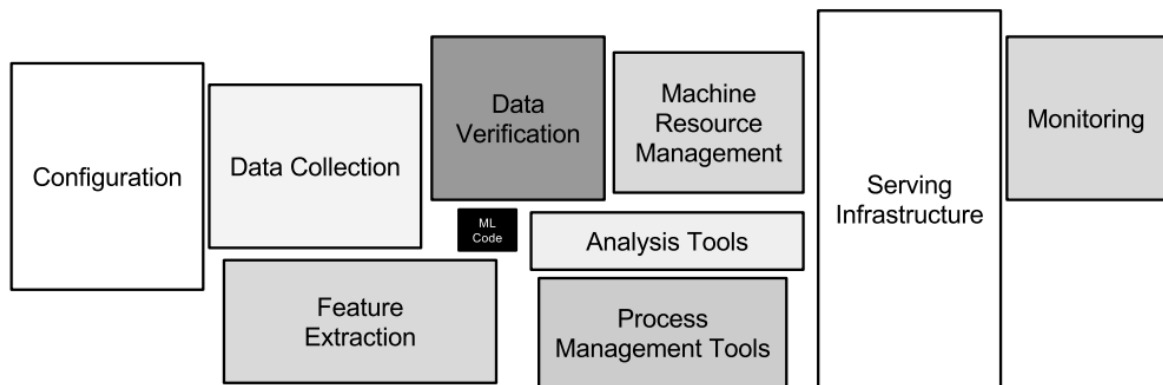 Configuration
Data Collection
Data
Verification
Machine
Resource
Management
Serving
Infrastructure
Monitoring
ML
Code
Analysis Tools
Feature
Extraction
Process
Management Tools